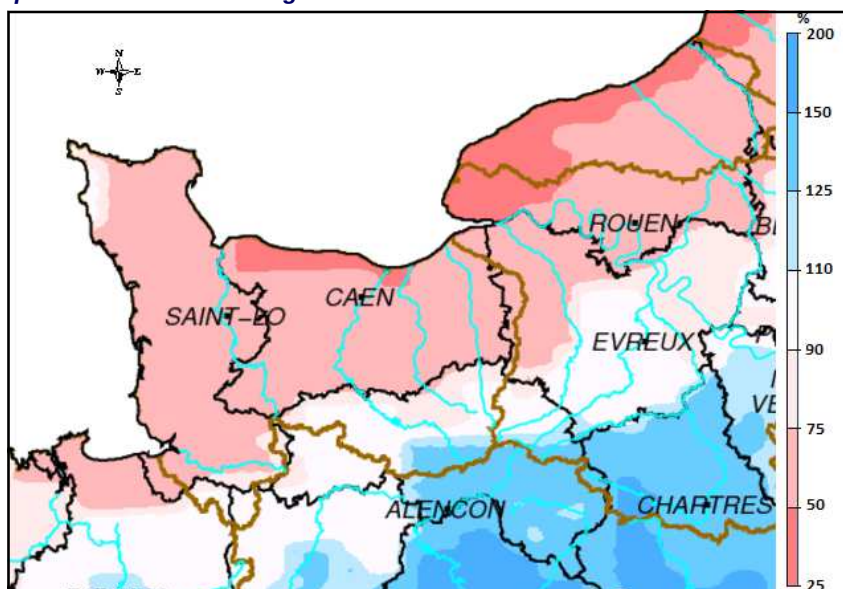 %
200
N
W E
S
150
125
ROUEN
110
CAEN
SAINT-LO
EVREUX
90
75
ALENCON
CHARTRES
50
25